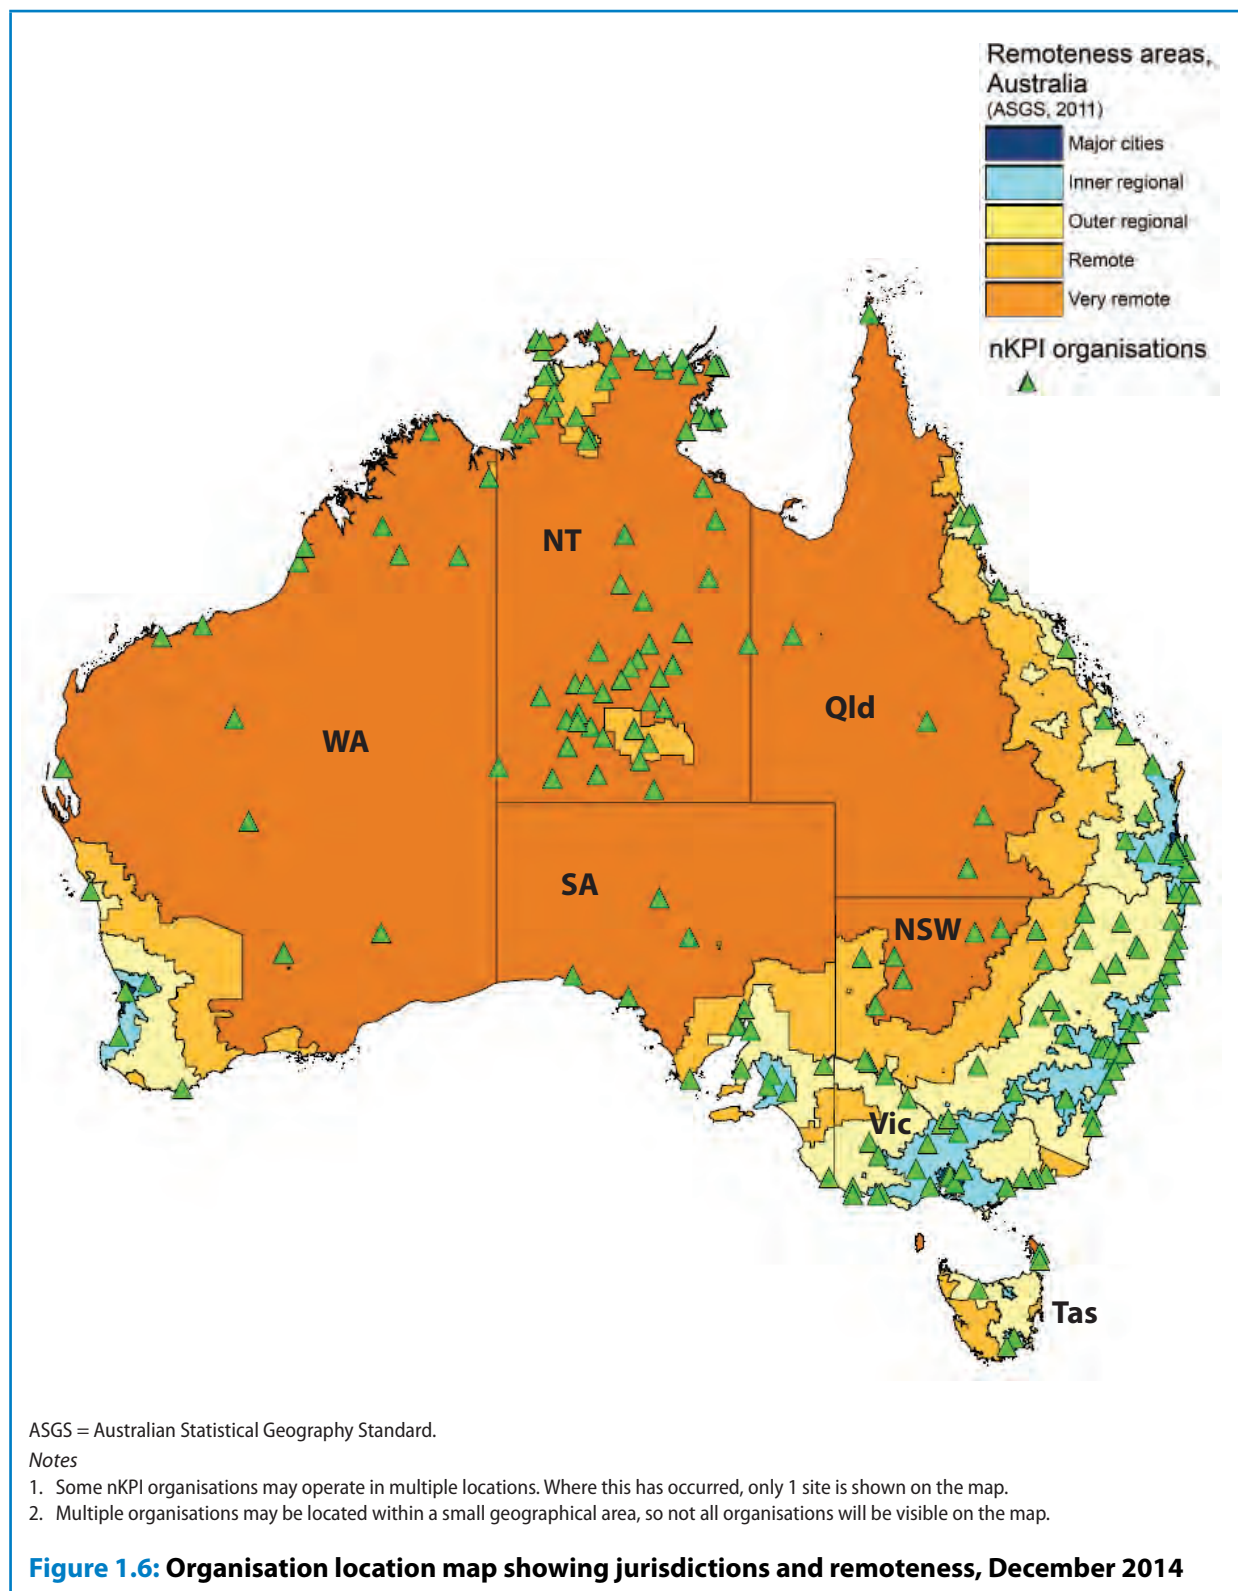 Remoteness areas,
Australia
(ASGS, 2011)
Major cities
Inner regional
Outer regional
Remote
Very remote
nKPI organisations
NT
Qld
WA
SA
NSW
Vic
Tas
ASGS = Australian Statistical Geography Standard.
Notes
1. Some nKPI organisations may operate in multiple locations. Where this has occurred, only 1 site is shown on the map.
2. Multiple organisations may be located within a small geographical area, so not all organisations will be visible on the map.
Figure 1.6: Organisation location map showing jurisdictions and remoteness, December 2014